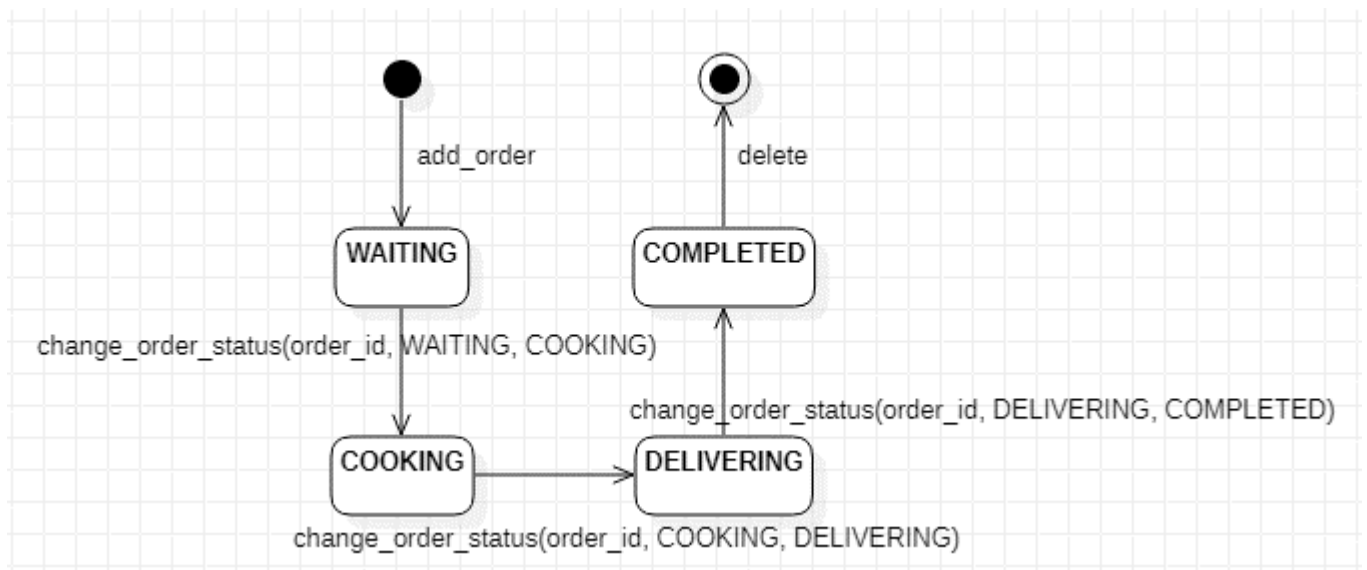 add_order
delete
WAITING
COMPLETED
change_order_status(order_id, WAITING, COOKING)
change_order_status(order_id, DELIVERING, COMPLETED)
COOKING
DELIVERING
change_order_status(order_id, COOKING, DELIVERING)